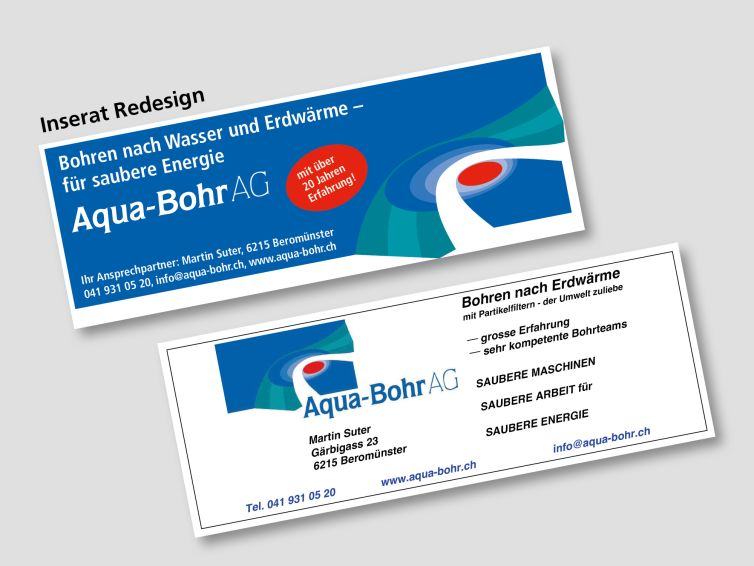 Inserat Redesign
Bohren nach Wasser und Erdwärme –
für saubere Energie
Aqua-Bohr AG
mit über
20 Jahren
Erfahrung!
Ihr Ansprechpartner: Martin Suter, 6215 Beromünster
041 931 05 20, info@aqua-bohr.ch, www.aqua-bohr.ch
Bohren nach Erdwärme
mit Partikelfiltern - der Umwelt zuliebe
— grosse Erfahrung
— sehr kompetente Bohrteams
Aqua-Bohr AG
SAUBERE MASCHINEN
SAUBERE ARBEIT für
SAUBERE ENERGIE
Martin Suter
Gärbigass 23
6215 Beromünster
Tel. 041 931 05 20
www.aqua-bohr.ch
info@aqua-bohr.ch